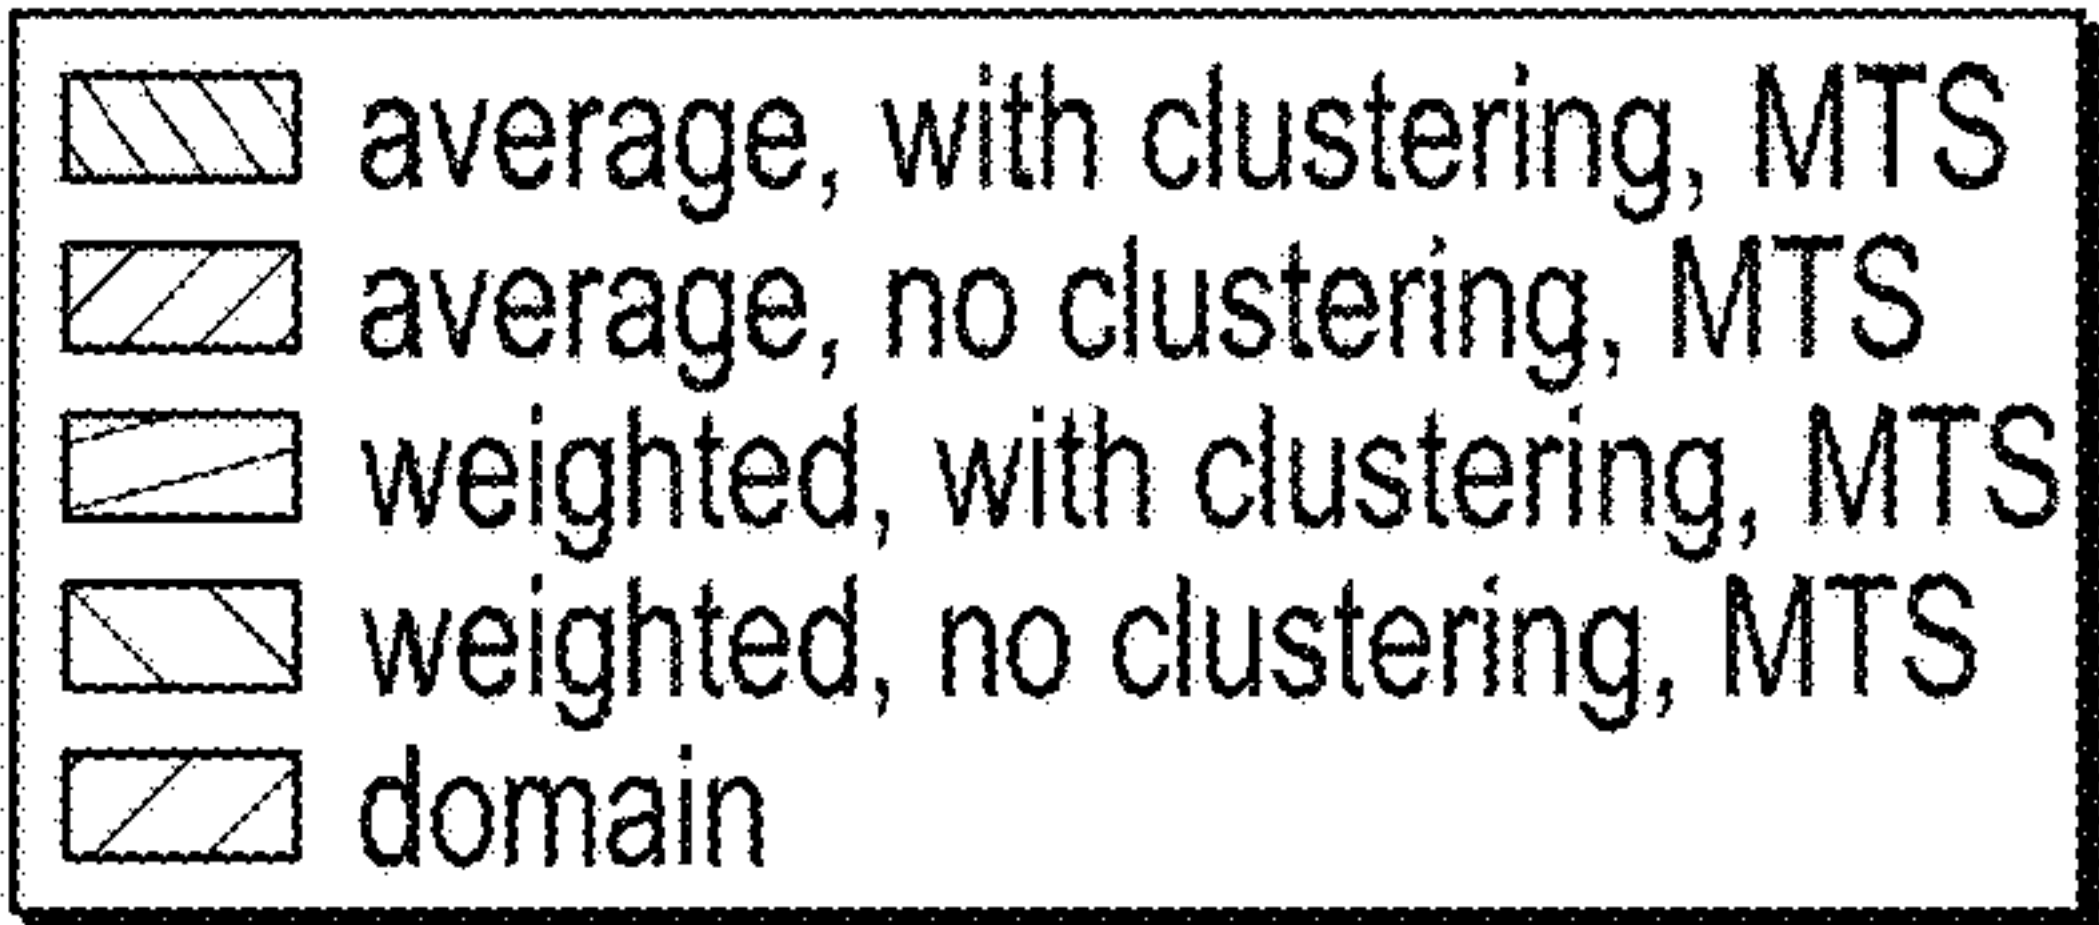 average, with clustering, MTS
average, no clustering, MTS
weighted, with clustering, MTS
weighted, no clustering, MTS
domain